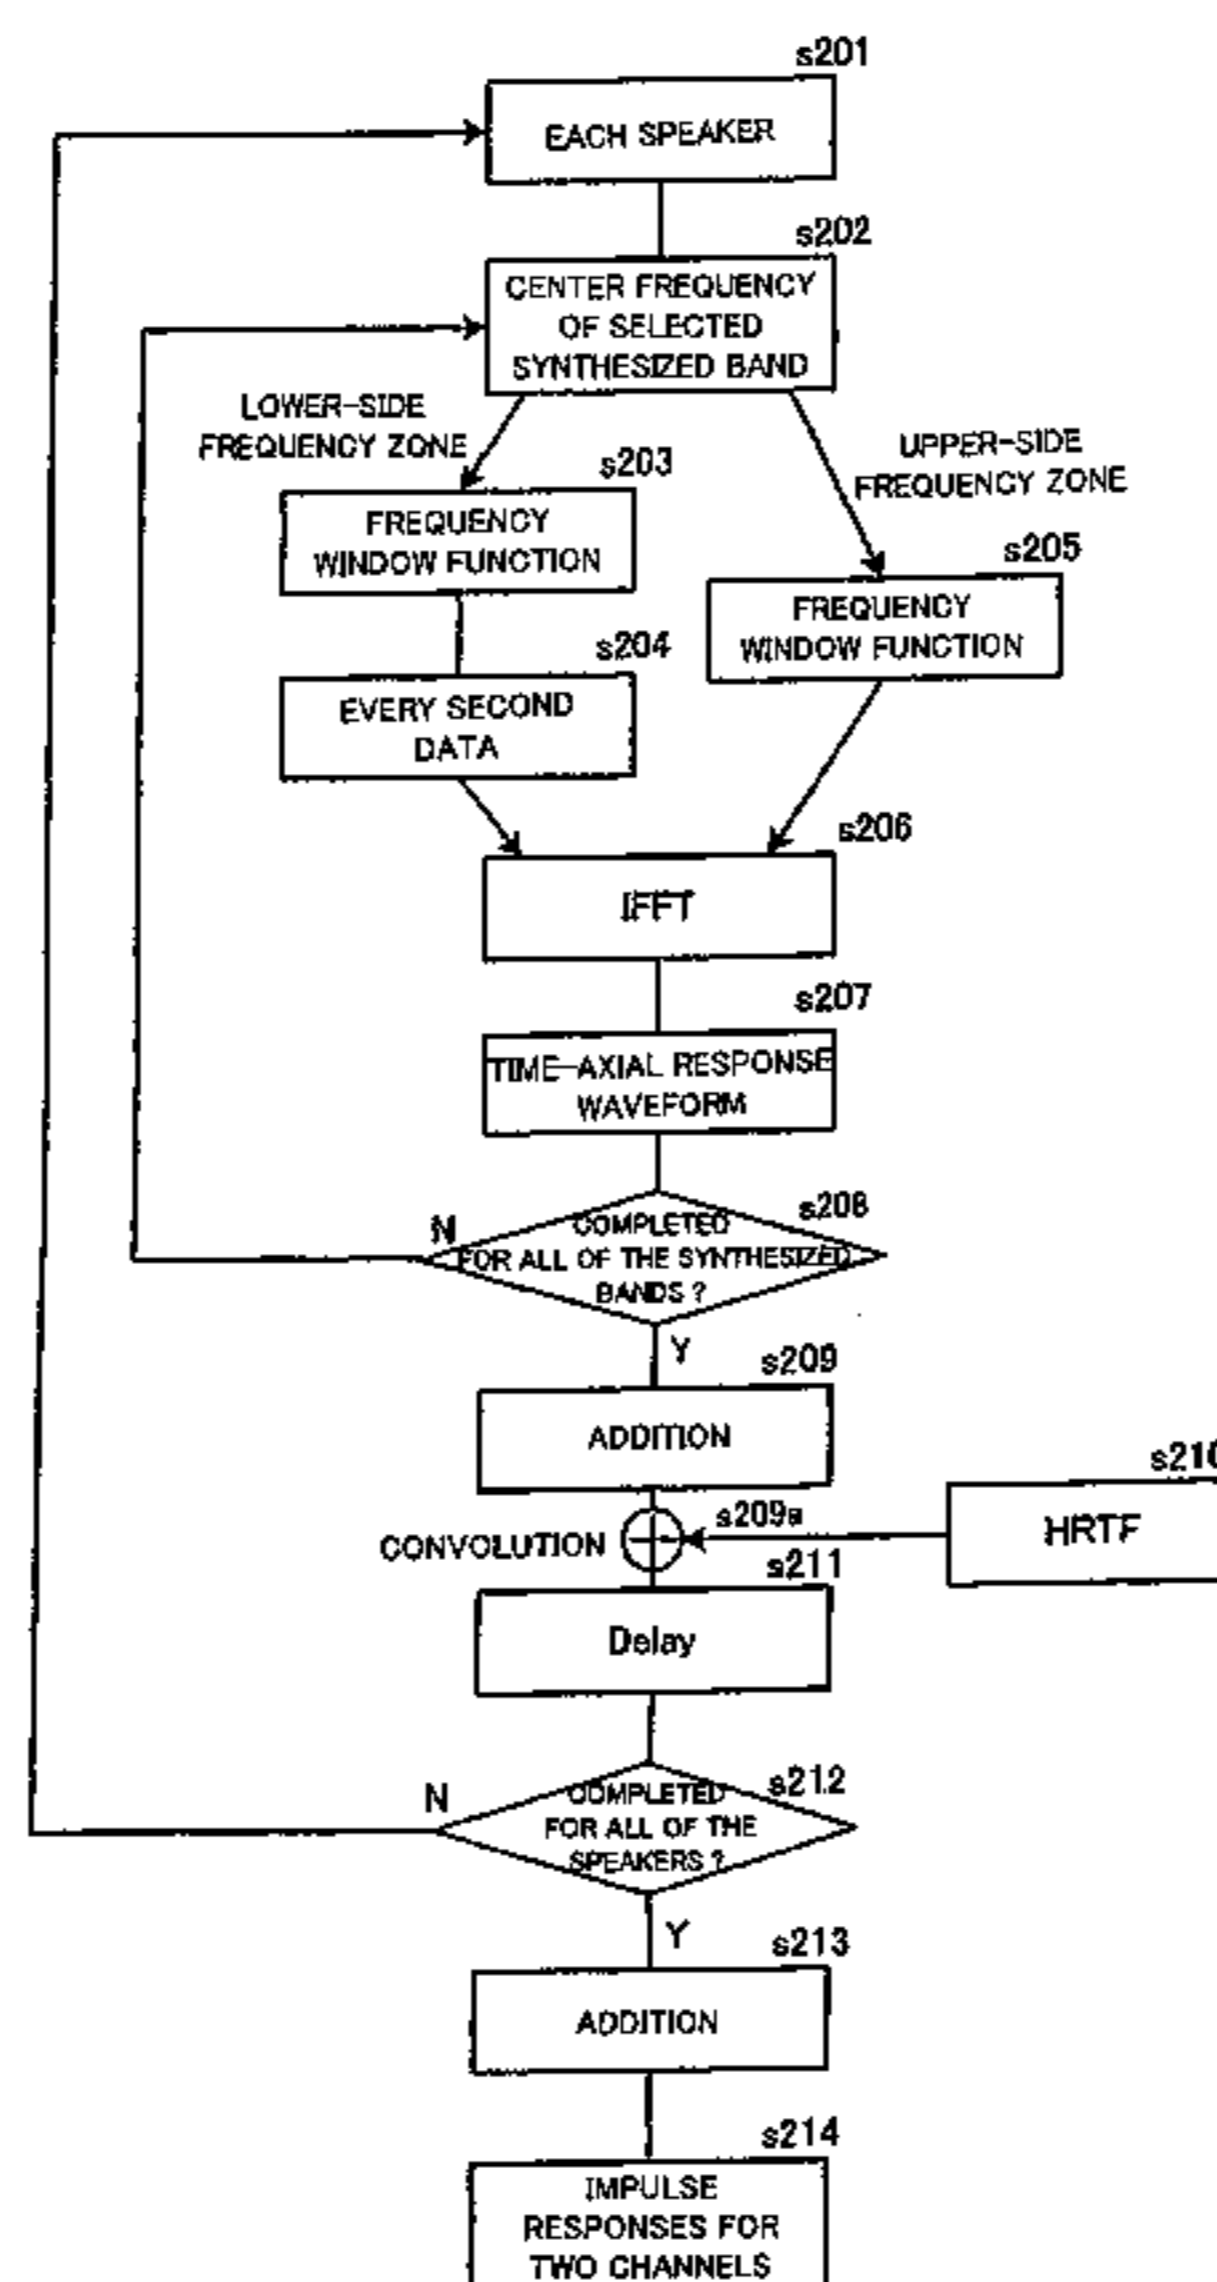 s201
EACH SPEAKER
s202
CENTER FREQUENCY
OF SELECTED
SYNTHESIZED BAND
LOWER-SIDE
FREQUENCY ZONE
UPPER-SIDE
FREQUENCY ZONE
s203
FREQUENCY
WINDOW FUNCTION
s205
FREQUENCY
WINDOW FUNCTION
s204
EVERY SECOND
DATA
s206
IFFT
s207
TIME-AXIAL RESPONSE
WAVEFORM
s208
N
COMPLETED
FOR ALL OF THE SYNTHESIZED
BANDS ?
Y
s209
ADDITION
s210
HRTF
CONVOLUTION
s209a
s211
Delay
s212
N
COMPLETED
FOR ALL OF THE
SPEAKERS ?
Y
s213
ADDITION
s214
IMPULSE
RESPONSES FOR
TWO CHANNELS